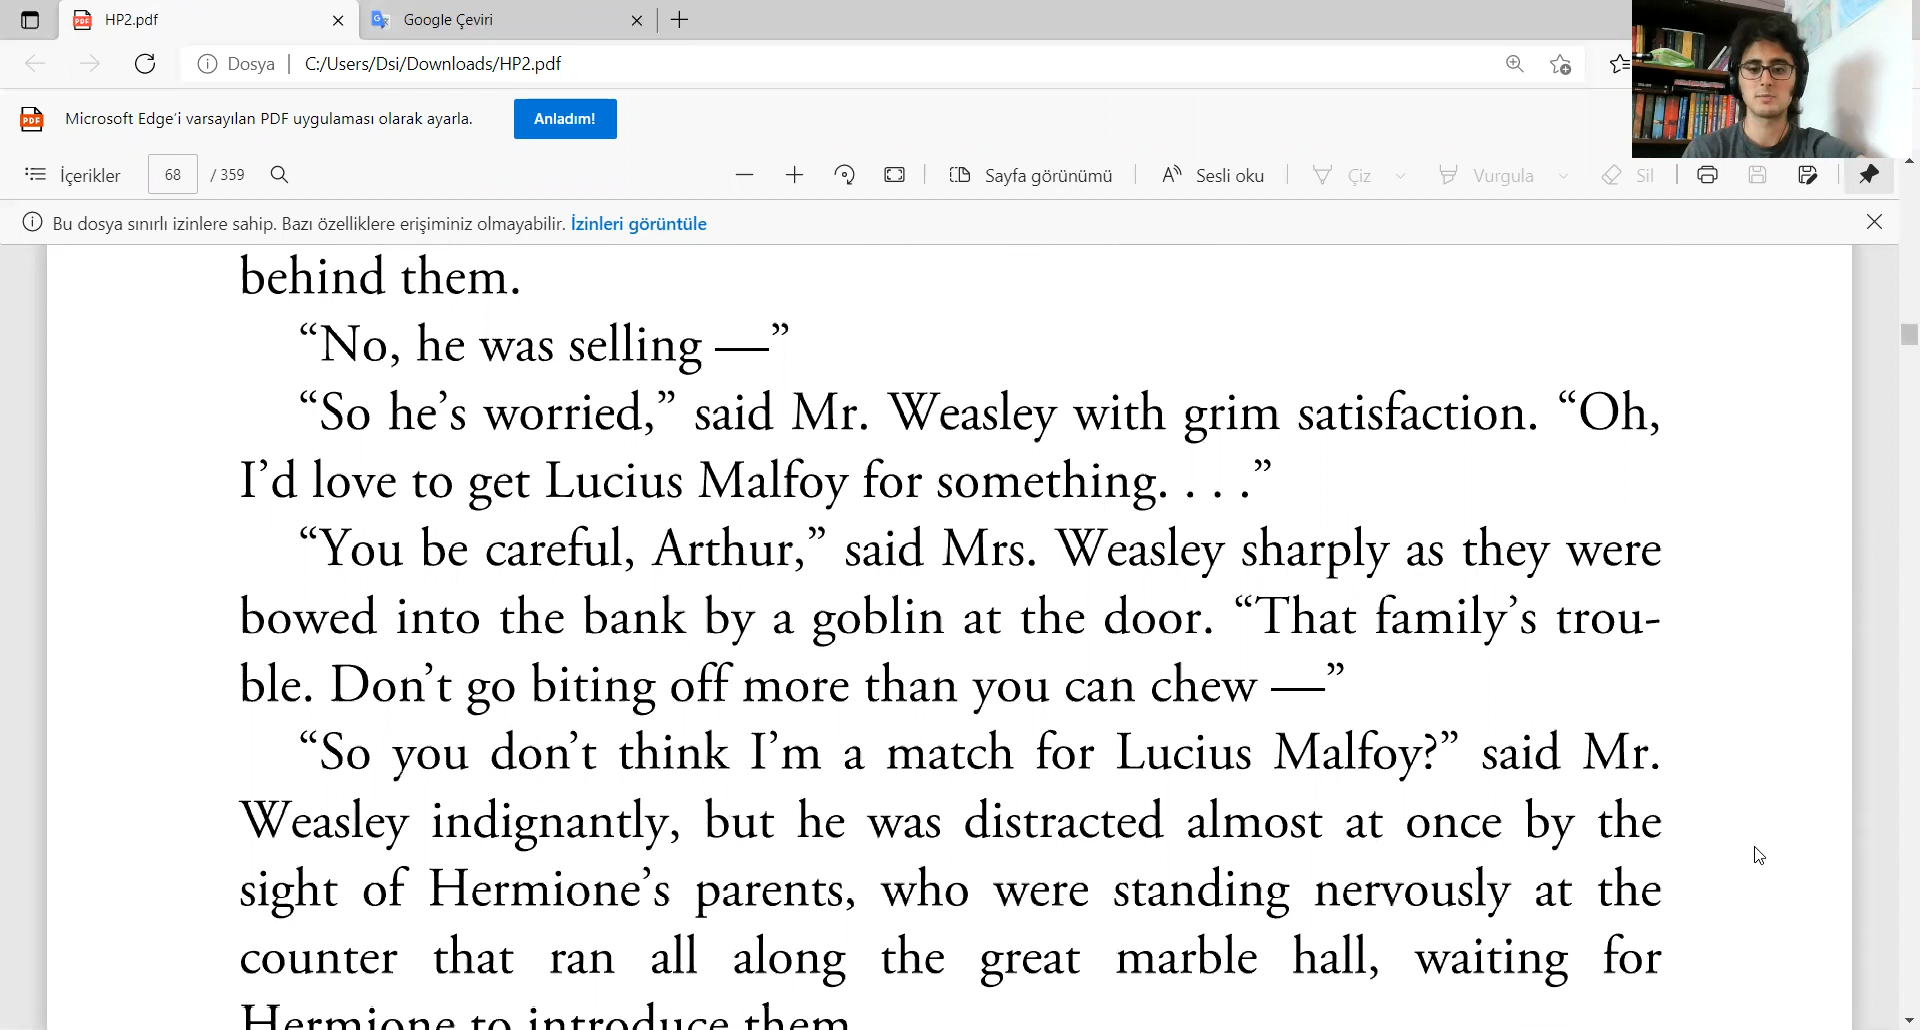 HP2.pdf
Google Çeviri
Dosya | C:/Users/Dsi/Downloads/HP2.pdf
PDF
Microsoft Edge'i varsayılan PDF uygulaması olarak ayarla.
Anladım!
İçerikler
68 / 359
Sayfa görünümü
Sesli oku
Çiz
Vurgula
Sil
Bu dosya sınırlı izinlere sahip. Bazı özelliklere erişiminiz olmayabilir. İzinleri görüntüle
behind them.
“No, he was selling —”
“So he’s worried,” said Mr. Weasley with grim satisfaction. “Oh,
I’d love to get Lucius Malfoy for something. . . .”
“You be careful, Arthur,” said Mrs. Weasley sharply as they were
bowed into the bank by a goblin at the door. “That family’s trou-
ble. Don’t go biting off more than you can chew —”
“So you don’t think I’m a match for Lucius Malfoy?” said Mr.
Weasley indignantly, but he was distracted almost at once by the
sight of Hermione’s parents, who were standing nervously at the
counter that ran all along the great marble hall, waiting for
Hermione to introduce them